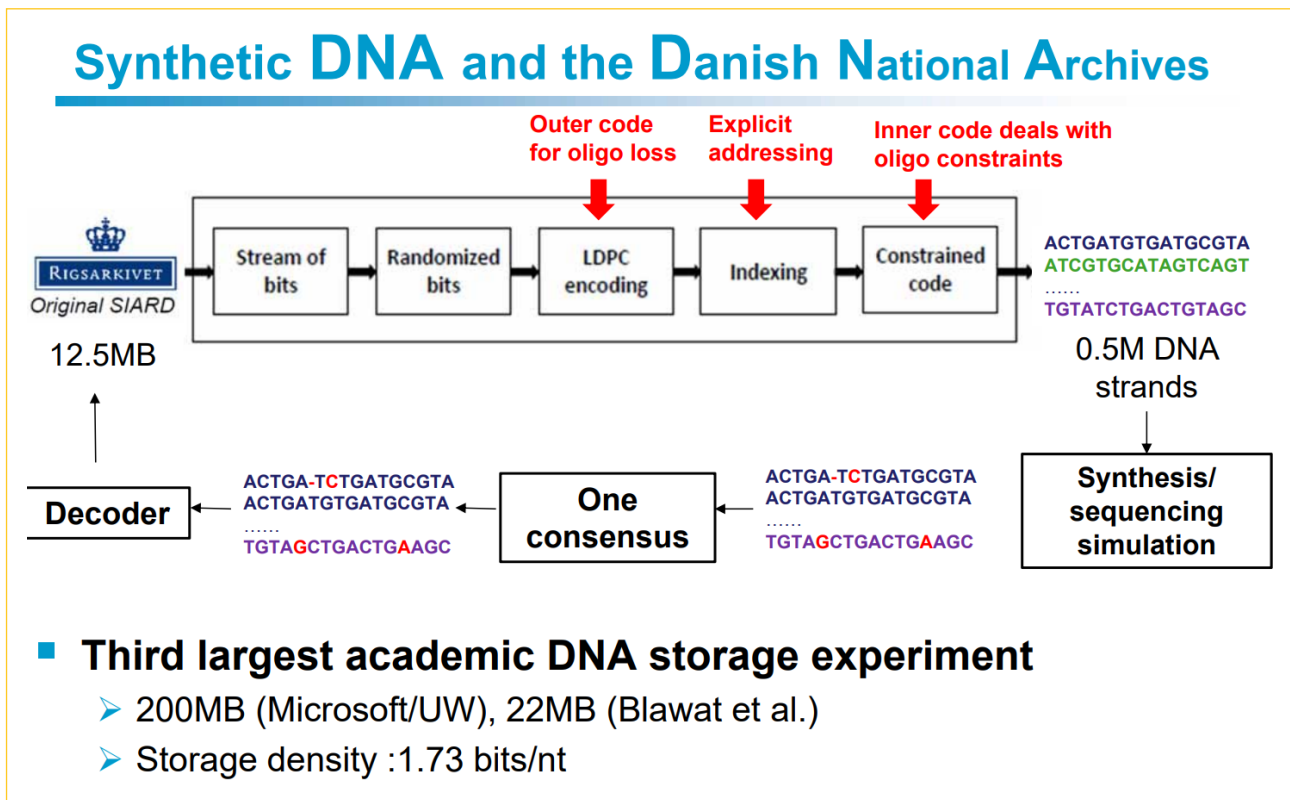 Synthetic DNA and the Danish National Archives
Outer code
for oligo loss
Explicit
addressing
Inner code deals with
oligo constraints
RIGSARKIVET
Original SIARD
12.5MB
Stream of
bits
Randomized
bits
LDPC
encoding
Indexing
Constrained
code
ACTGATGTGATGCGTA
ATCGTGCATAGTCAGT
......
TGTATCTGACTGTAGC
0.5M DNA
strands
Synthesis/
sequencing
simulation
ACTGA-TCTGATGCGTA
ACTGATGTGATGCGTA
......
TGTAGCTGACTGAAGC
One
consensus
ACTGA-TCTGATGCGTA
ACTGATGTGATGCGTA
......
TGTAGCTGACTGAAGC
Decoder
Third largest academic DNA storage experiment
200MB (Microsoft/UW), 22MB (Blawat et al.)
Storage density :1.73 bits/nt